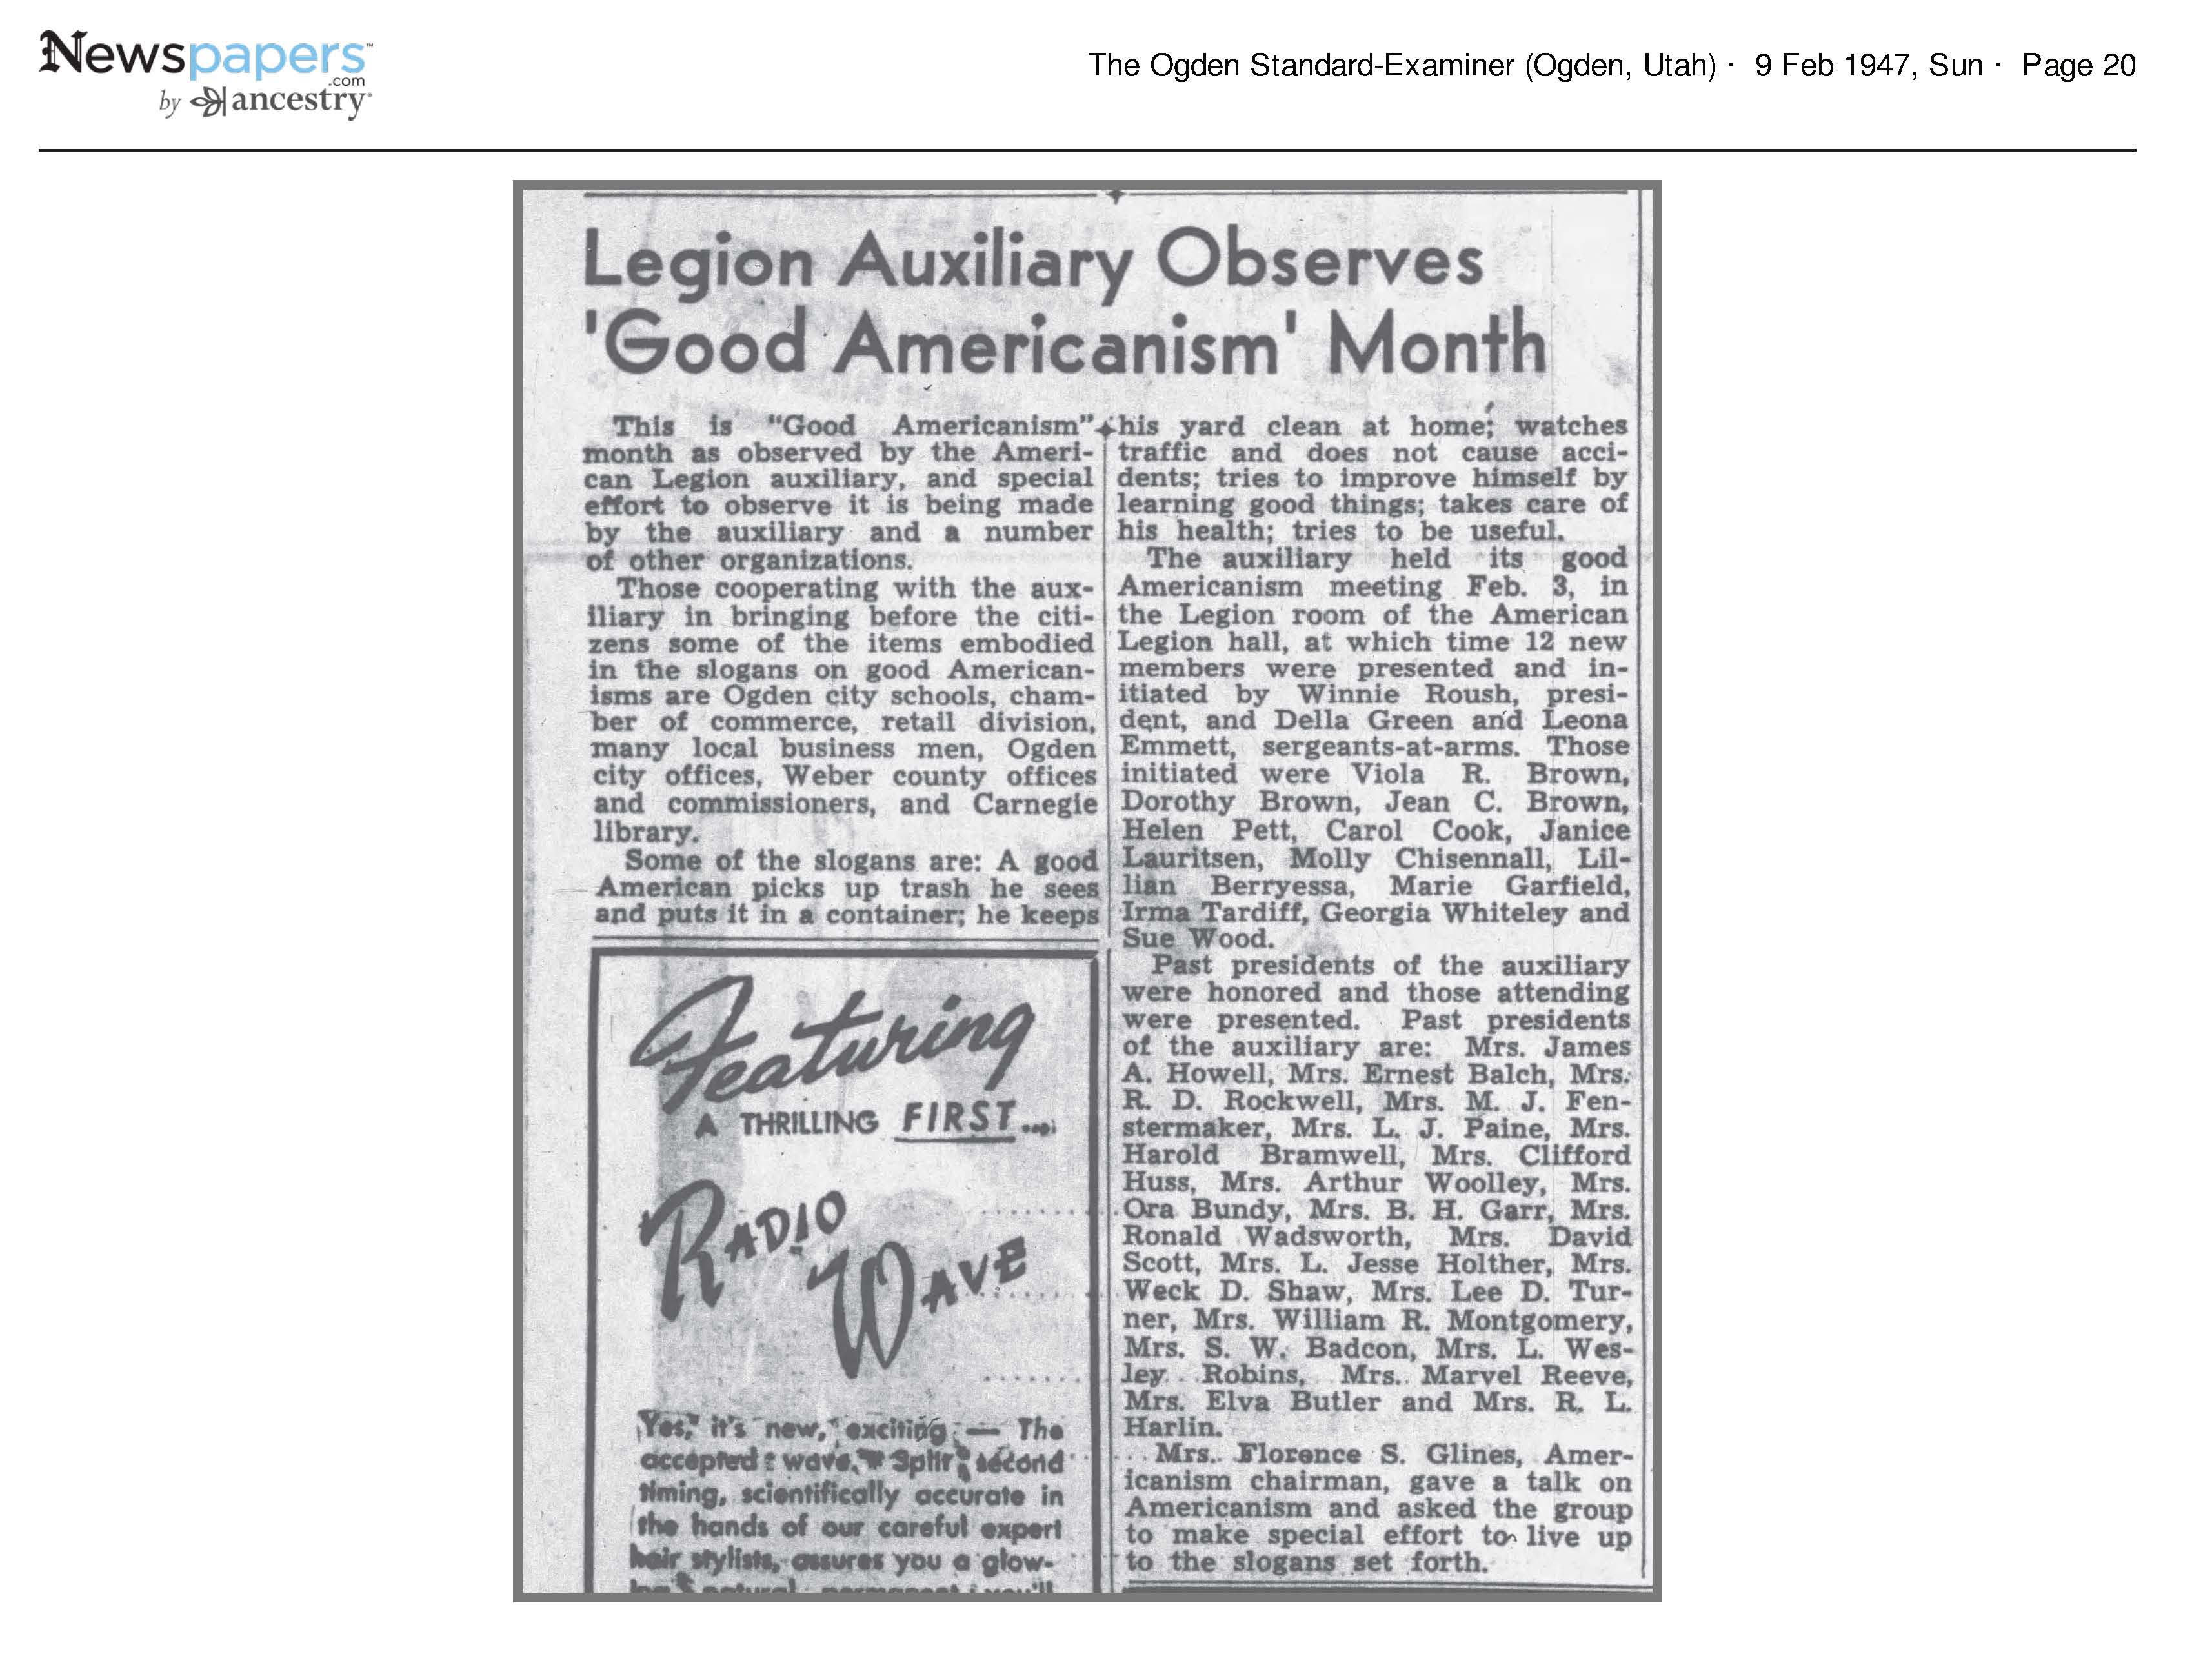 Newspapers™
.com
by ancestry®
The Ogden Standard-Examiner (Ogden, Utah) · 9 Feb 1947, Sun · Page 20
Legion Auxiliary Observes
'Good Americanism' Month
This is "Good Americanism"
month as observed by the Ameri-
can Legion auxiliary, and special
effort to observe it is being made
by the auxiliary and a number
of other organizations.
Those cooperating with the aux-
iliary in bringing before the citi-
zens some of the items embodied
in the slogans on good American-
isms are Ogden city schools, cham-
ber of commerce, retail division,
many local business men, Ogden
city offices, Weber county offices
and commissioners, and Carnegie
library.
Some of the slogans are: A good
American picks up trash he sees
and puts it in a container; he keeps
his yard clean at home; watches
traffic and does not cause acci-
dents; tries to improve himself by
learning good things; takes care of
his health; tries to be useful.
The auxiliary held its good
Americanism meeting Feb. 3, in
the Legion room of the American
Legion hall, at which time 12 new
members were presented and in-
itiated by Winnie Roush, presi-
dent, and Della Green and Leona
Emmett, sergeants-at-arms. Those
initiated were Viola R. Brown,
Dorothy Brown, Jean C. Brown,
Helen Pett, Carol Cook, Janice
Lauritsen, Molly Chisennall, Lil-
lian Berryessa, Marie Garfield,
Irma Tardiff, Georgia Whiteley and
Sue Wood.
Past presidents of the auxiliary
were honored and those attending
were presented. Past presidents
of the auxiliary are: Mrs. James
A. Howell, Mrs. Ernest Balch, Mrs.
R. D. Rockwell, Mrs. M. J. Fen-
stermaker, Mrs. L. J. Paine, Mrs.
Harold Bramwell, Mrs. Clifford
Huss, Mrs. Arthur Woolley, Mrs.
Ora Bundy, Mrs. B. H. Garr, Mrs.
Ronald Wadsworth, Mrs. David
Scott, Mrs. L. Jesse Holther, Mrs.
Weck D. Shaw, Mrs. Lee D. Tur-
ner, Mrs. William R. Montgomery,
Mrs. S. W. Badcon, Mrs. L. Wes-
ley Robins, Mrs. Marvel Reeve,
Mrs. Elva Butler and Mrs. R. L.
Harlin.
Mrs. Florence S. Glines, Amer-
icanism chairman, gave a talk on
Americanism and asked the group
to make special effort to live up
to the slogans set forth.
Featuring
A THRILLING FIRST...
RADIO
WAVE
Yes, it's new, exciting — The
accepted wave. Split second
timing, scientifically accurate in
the hands of our careful expert
hair stylists, assures you a glow-